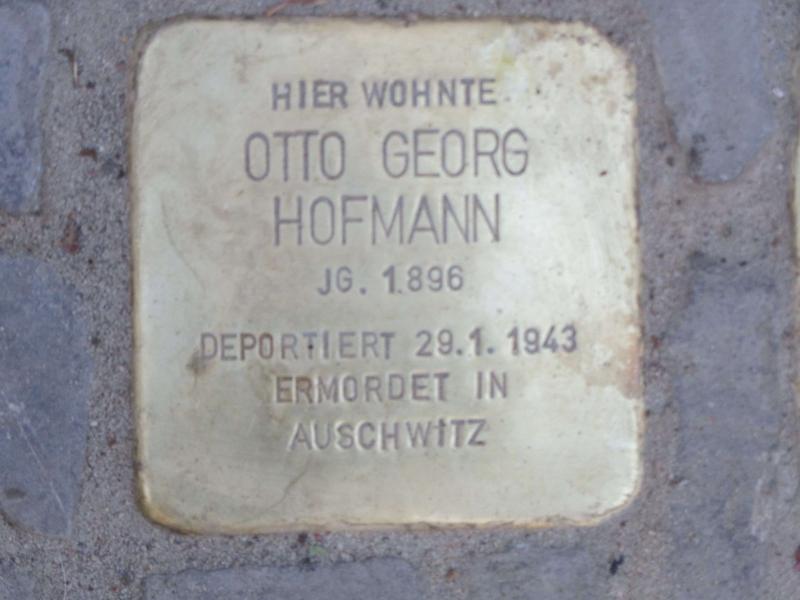 HIER WOHNTE
OTTO GEORG
HOFMANN
JG. 1896
DEPORTIERT 29.1.1943
ERMORDET IN
AUSCHWITZ